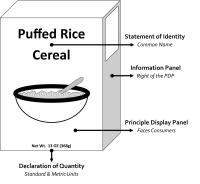 Puffed Rice
Cereal
Statement of Identity
Common Name
Information Panel
Right of the PDP
Principle Display Panel
Faces Consumers
Net Wt. 13 OZ (368g)
Declaration of Quantity
Standard & Metric Units